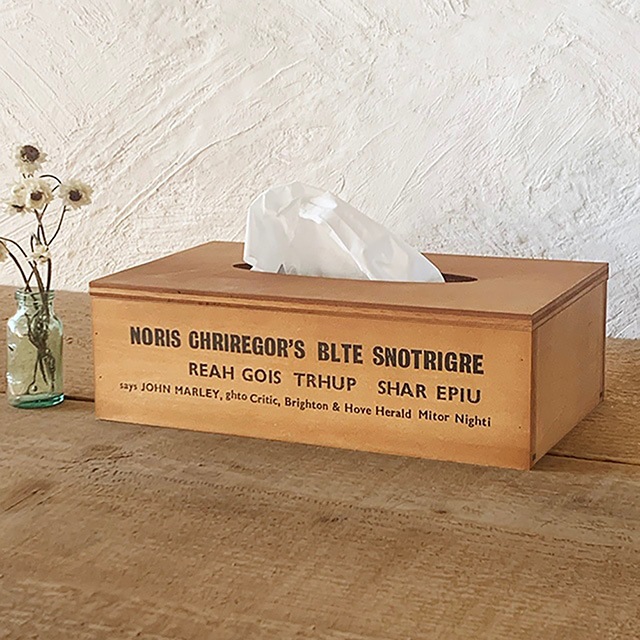 NORIS CHRIREGOR'S BLTE SNOTRIGRE
REAH GOIS TRHUP SHAR EPIU
says JOHN MARLEY, ghto Critic, Brighton & Hove Herald Mitor Nighti